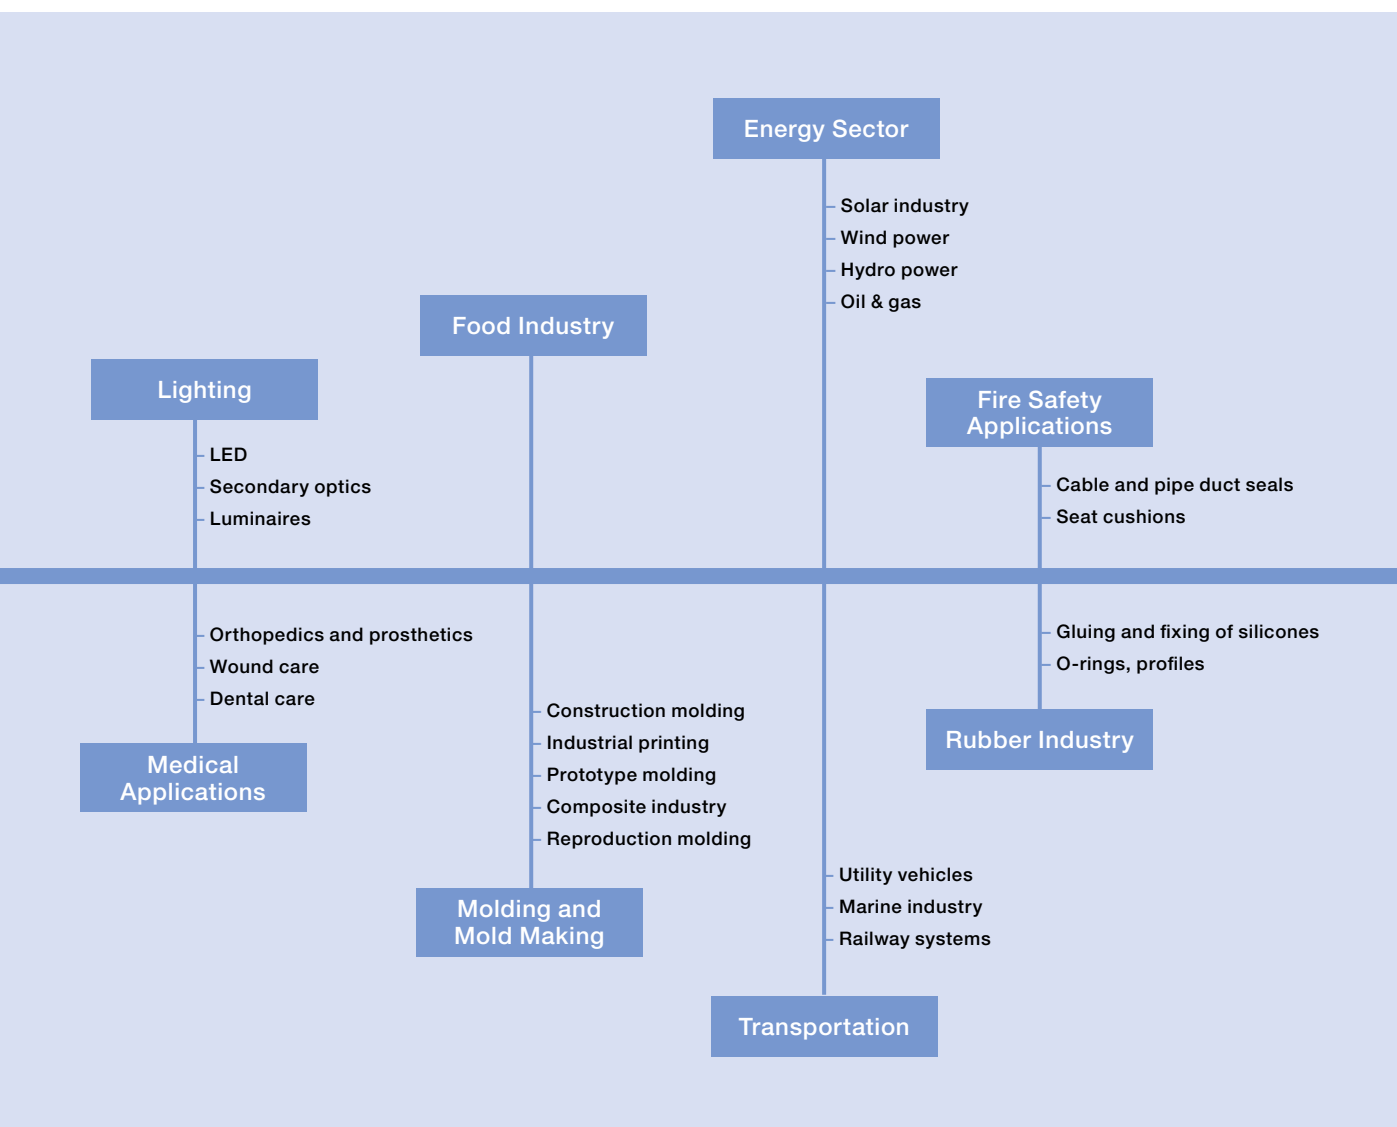 Energy Sector
Solar industry
Wind power
Hydro power
Oil & gas
Food Industry
Lighting
LED
Secondary optics
Luminaires
Fire Safety
Applications
Cable and pipe duct seals
Seat cushions
Orthopedics and prosthetics
Wound care
Dental care
Medical
Applications
Construction molding
Industrial printing
Prototype molding
Composite industry
Reproduction molding
Molding and
Mold Making
Gluing and fixing of silicones
O-rings, profiles
Rubber Industry
Utility vehicles
Marine industry
Railway systems
Transportation